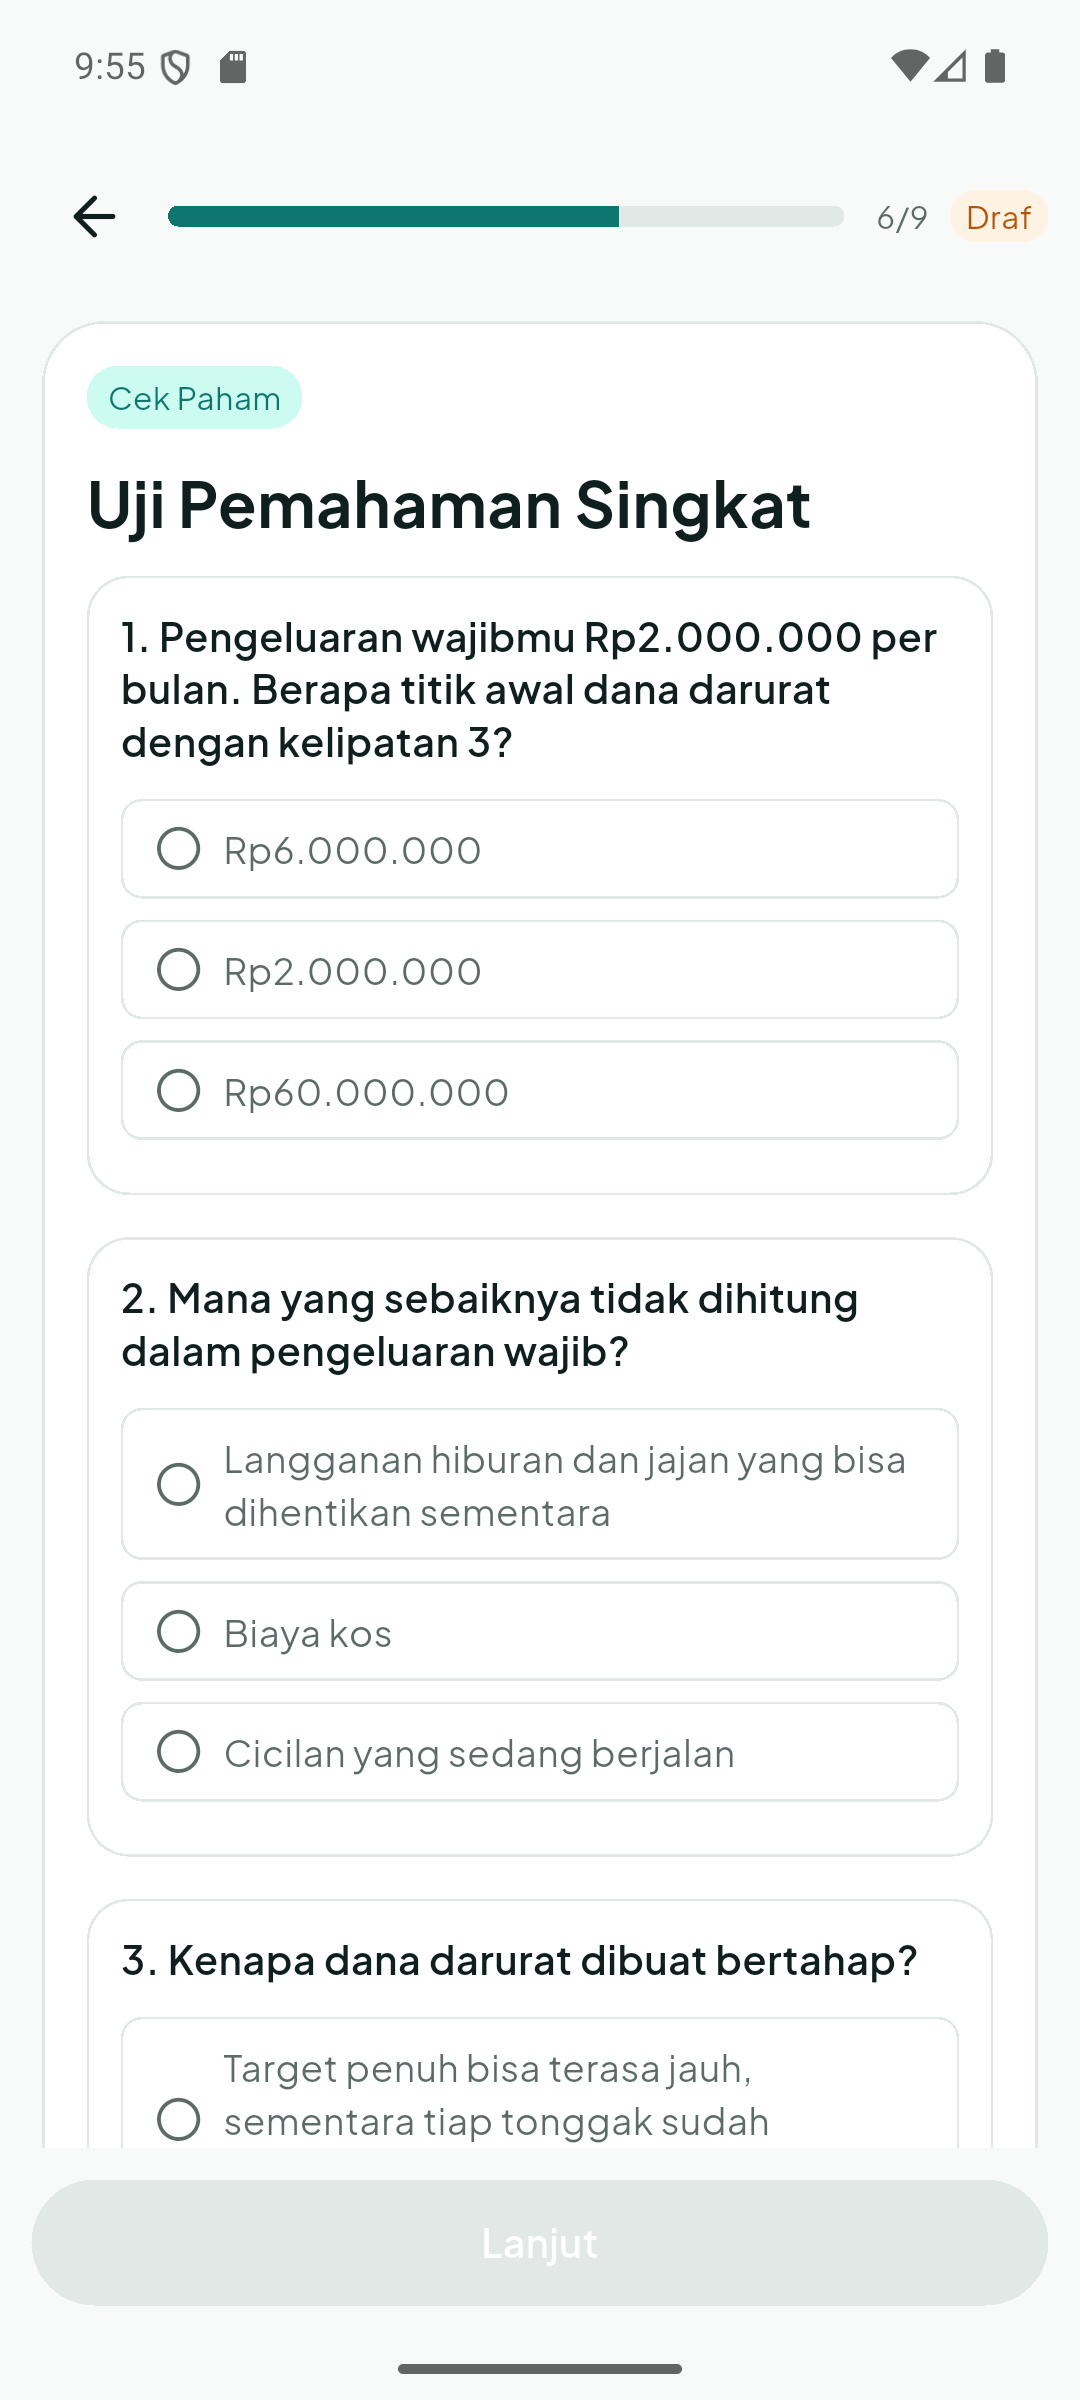 9:55
6/9
Draf
Cek Paham
Uji Pemahaman Singkat
1. Pengeluaran wajibmu Rp2.000.000 per
bulan. Berapa titik awal dana darurat
dengan kelipatan 3?
Rp6.000.000
Rp2.000.000
Rp60.000.000
2. Mana yang sebaiknya tidak dihitung
dalam pengeluaran wajib?
Langganan hiburan dan jajan yang bisa
dihentikan sementara
Biaya kos
Cicilan yang sedang berjalan
3. Kenapa dana darurat dibuat bertahap?
Target penuh bisa terasa jauh,
sementara tiap tonggak sudah
Lanjut